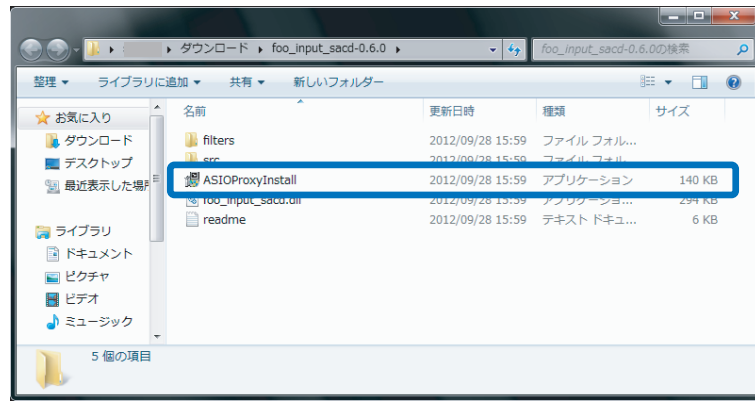 ダウンロード foo_input_sacd-0.6.0 foo_input_sacd-0.6.0の検索
整理 ライブラリに追加 共有 新しいフォルダー
お気に入り
ダウンロード
デスクトップ
最近表示した場所
ライブラリ
ドキュメント
ピクチャ
ビデオ
ミュージック
名前 更新日時 種類 サイズ
filters 2012/09/28 15:59 ファイル フォル...
src 2012/09/28 15:59 ファイル フォル...
ASIOProxyInstall 2012/09/28 15:59 アプリケーション 140 KB
foo_input_sacd.dll 2012/09/28 15:59 アプリケーショ... 294 KB
readme 2012/09/28 15:59 テキスト ドキュ... 6 KB
5 個の項目